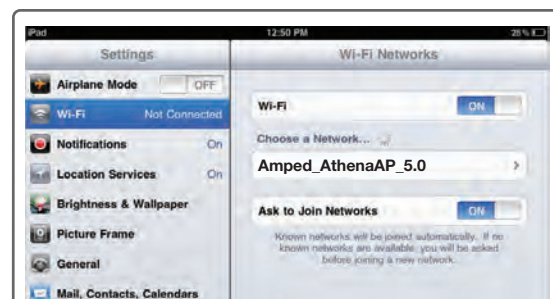 iPad 12:50 PM 28 %
Settings
Wi-Fi Networks
Airplane Mode OFF
Wi-Fi Not Connected
Notifications On
Location Services On
Brightness & Wallpaper
Picture Frame
General
Mail, Contacts, Calendars
Wi-Fi ON
Choose a Network...
Amped_AthenaAP_5.0
Ask to Join Networks ON
Known networks will be joined automatically. If no
known networks are available, you will be asked
before joining a new network.